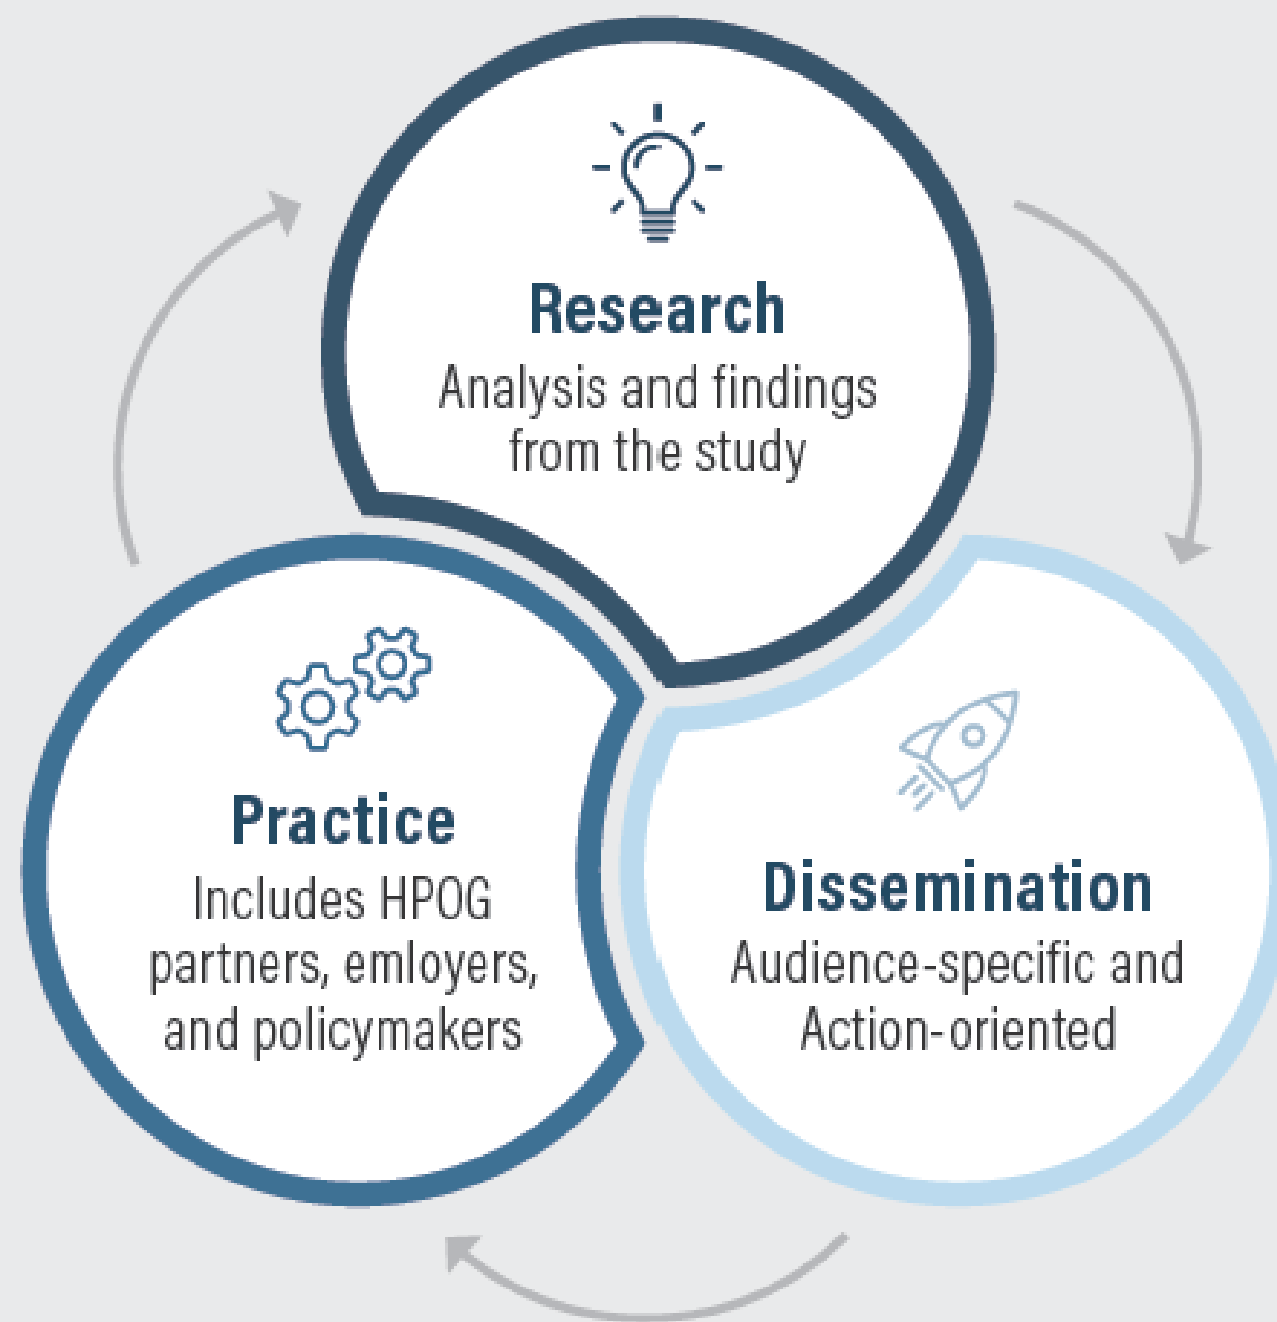 Research
Analysis and findings
from the study
Practice
Includes HPOG
partners, emloyers,
and policymakers
Dissemination
Audience-specific and
Action-oriented